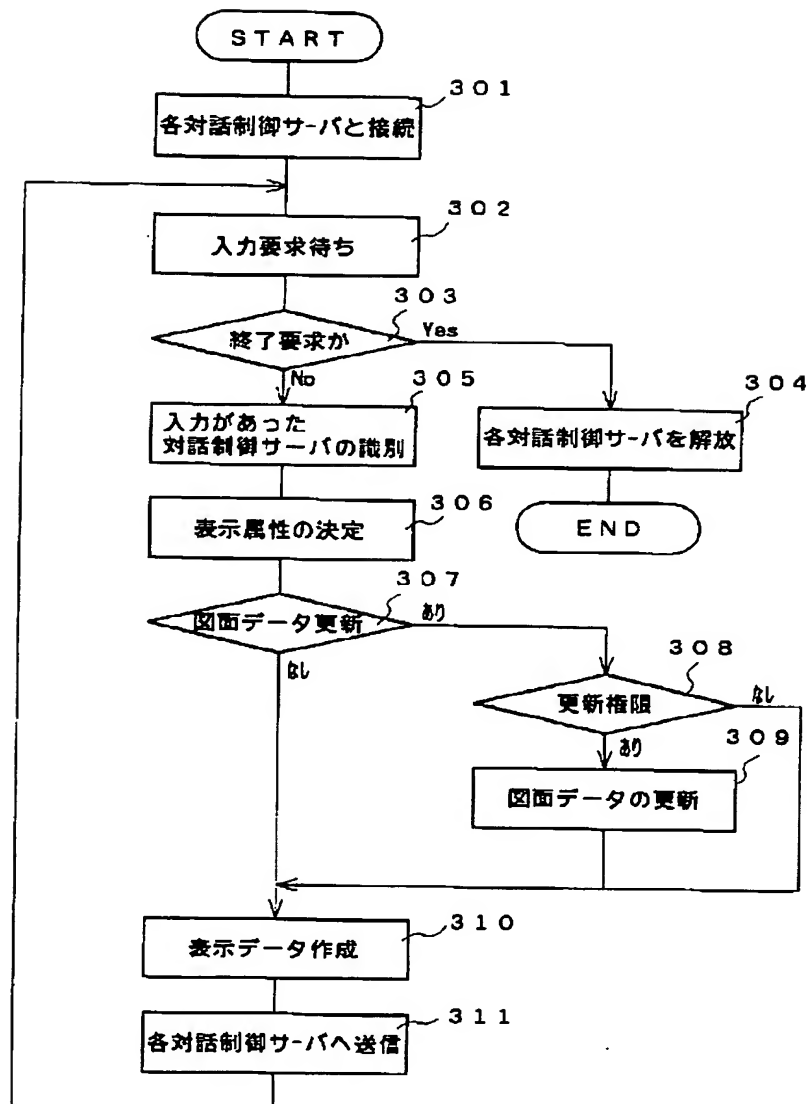 START
301
各対話制御サーバと接続
302
入力要求待ち
303
終了要求か
Yes
No
305
304
入力があった
対話制御サーバの識別
各対話制御サーバを解放
306
表示属性の決定
END
307
図面データ更新
あり
なし
308
更新権限
なし
あり
309
図面データの更新
310
表示データ作成
311
各対話制御サーバへ送信